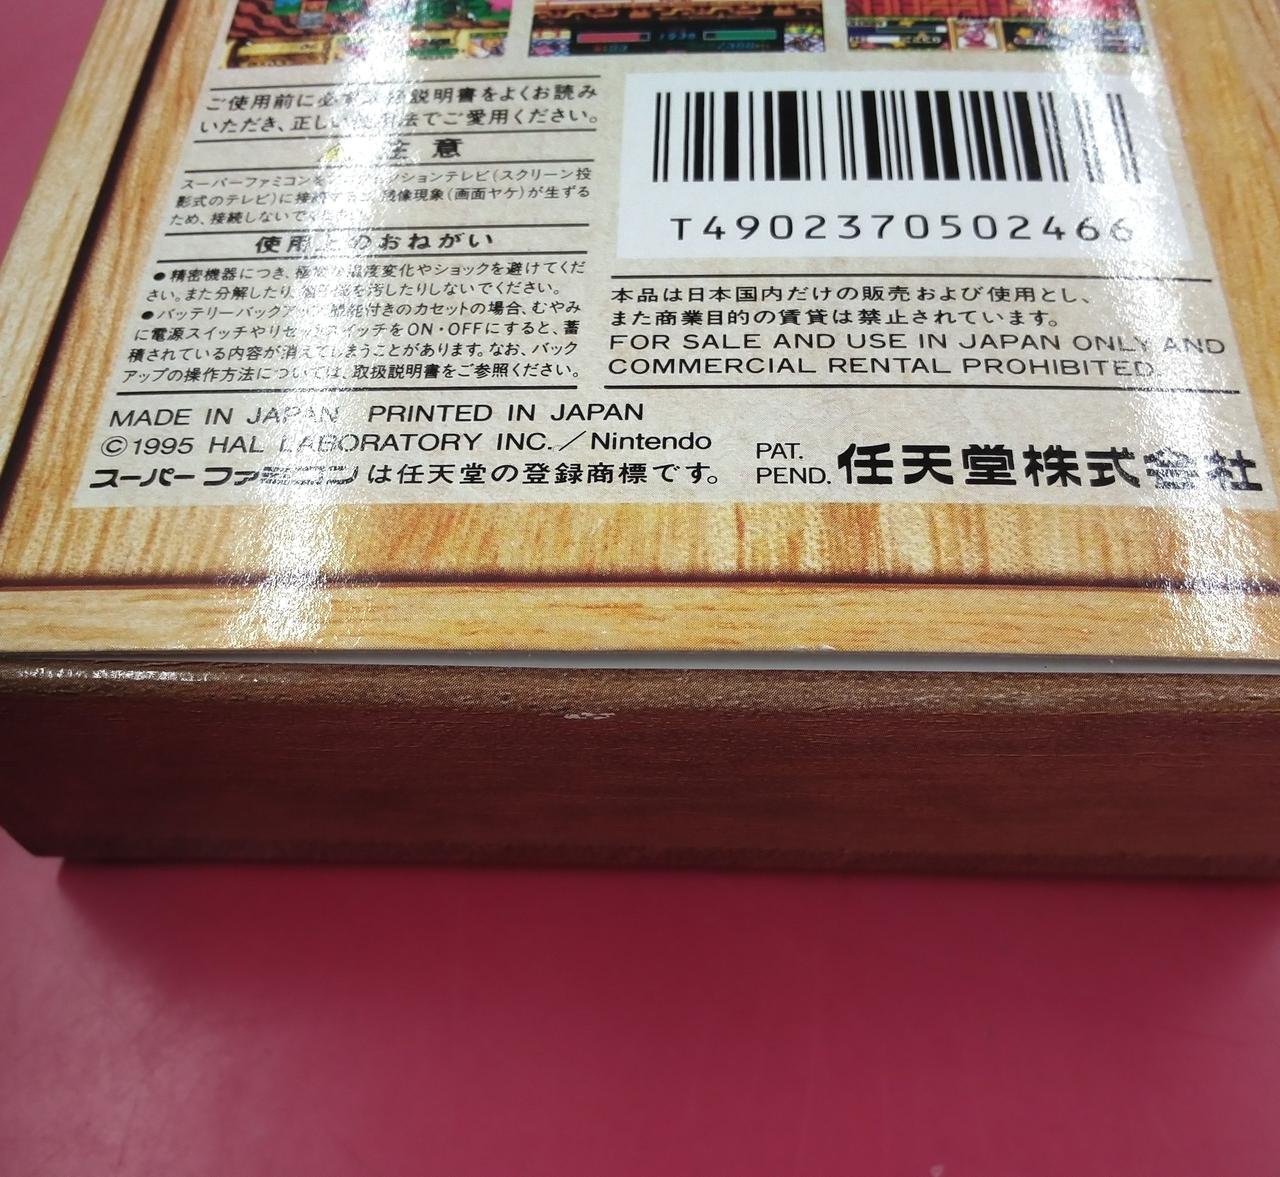 ご使用前に必ず取扱説明書をよくお読み
いただき、正しい使用法でご愛用ください。
注意
スーパーファミコンを プロジェクションテレビ(スクリーン投
影式のテレビ)に接続すると、残像現象(画面ヤケ)が生ずる
ため、接続しないでください。
使用上のおねがい
●精密機器につき、極端な温度変化やショックを避けてくだ
さい。また分解したり、端子部を汚したりしないでください。
●バッテリーバックアップ機能付きのカセットの場合、むやみ
に電源スイッチやリセットスイッチをON・OFFにすると、蓄
積されている内容が消えてしまうことがあります。なお、バック
アップの操作方法については、取扱説明書をご参照ください。
T4902370502466
本品は日本国内だけの販売および使用とし、
また商業目的の賃貸は禁止されています。
FOR SALE AND USE IN JAPAN ONLY AND
COMMERCIAL RENTAL PROHIBITED.
MADE IN JAPAN PRINTED IN JAPAN
©1995 HAL LABORATORY INC.／Nintendo
スーパーファミコンは任天堂の登録商標です。
PAT.
PEND.
任天堂株式会社